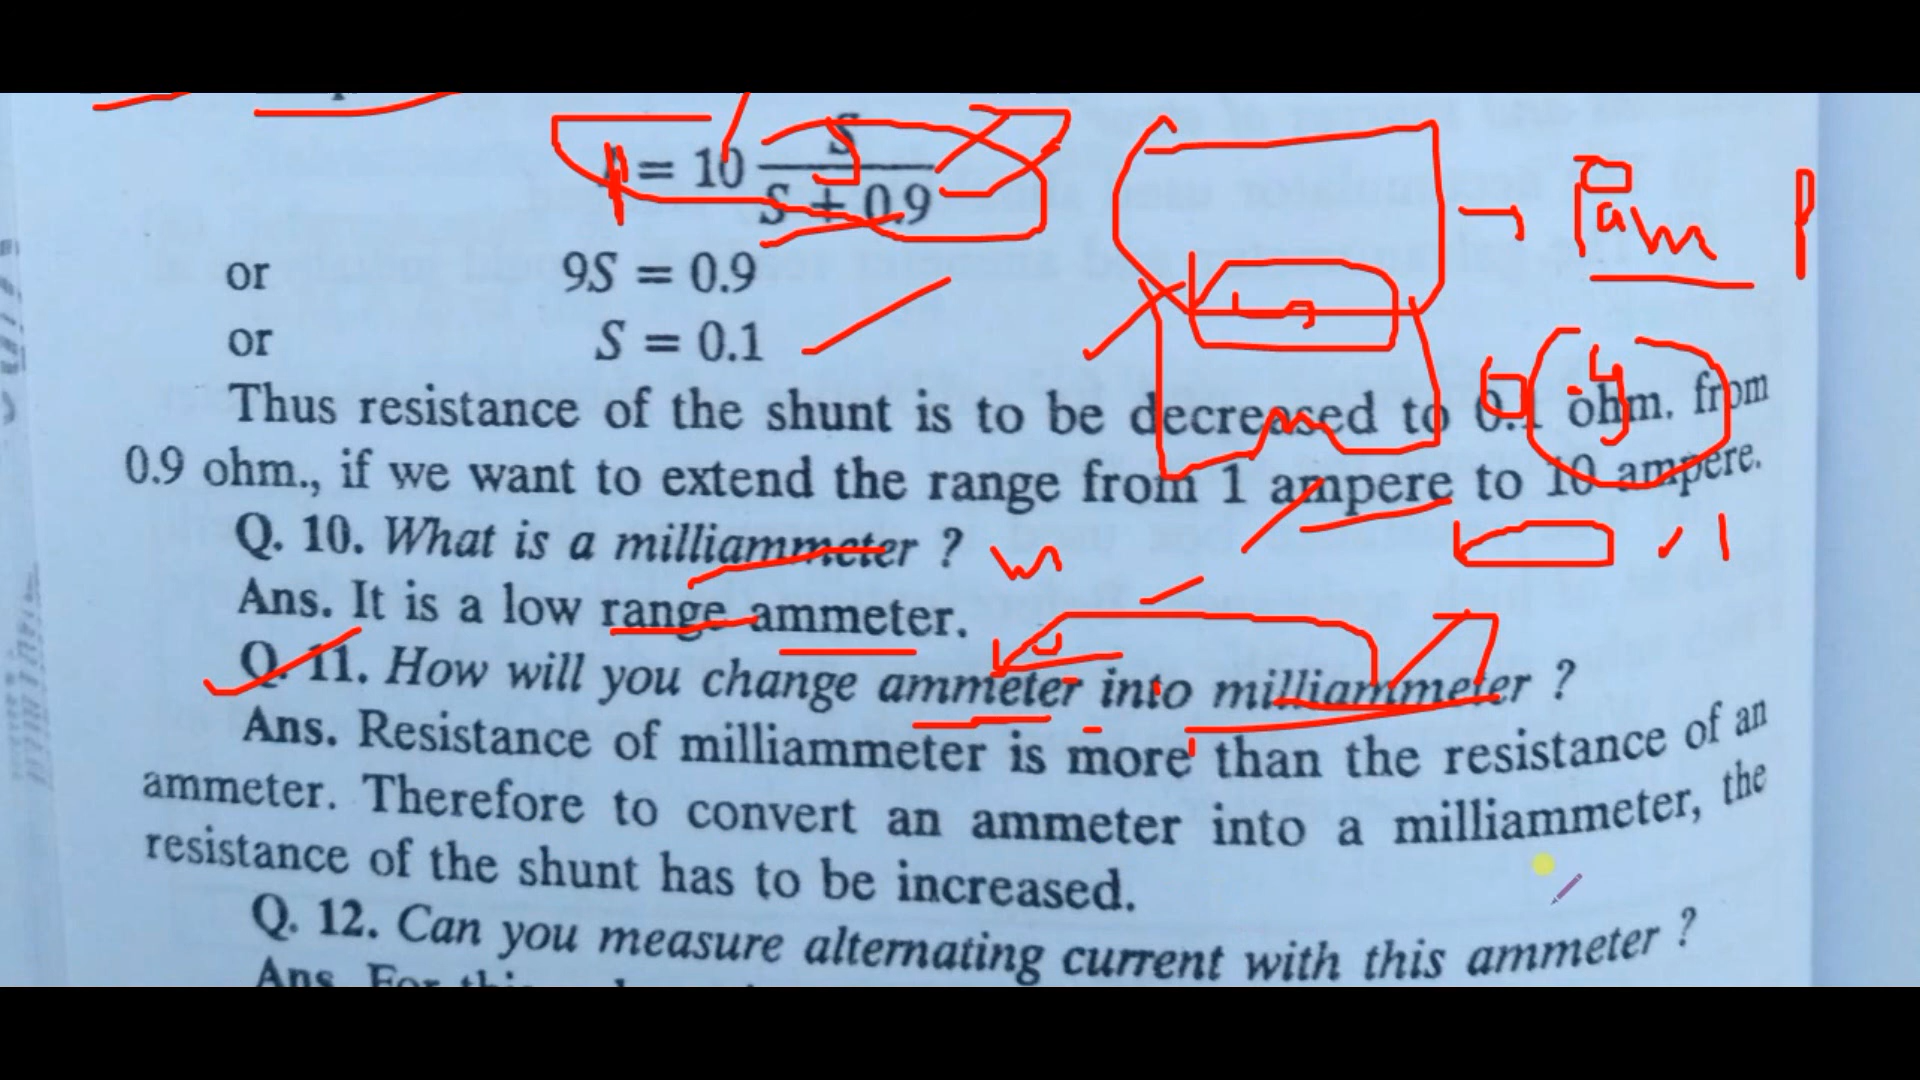 = 10 S
S + 0.9
or 9S = 0.9
or S = 0.1
Thus resistance of the shunt is to be decreased to 0.1 ohm. from
0.9 ohm., if we want to extend the range from 1 ampere to 10 ampere.
Q. 10. What is a milliammeter ?
Ans. It is a low range ammeter.
Q. 11. How will you change ammeter into milliammeter ?
Ans. Resistance of milliammeter is more than the resistance of an
ammeter. Therefore to convert an ammeter into a milliammeter, the
resistance of the shunt has to be increased.
Q. 12. Can you measure alternating current with this ammeter ?
Ans. For